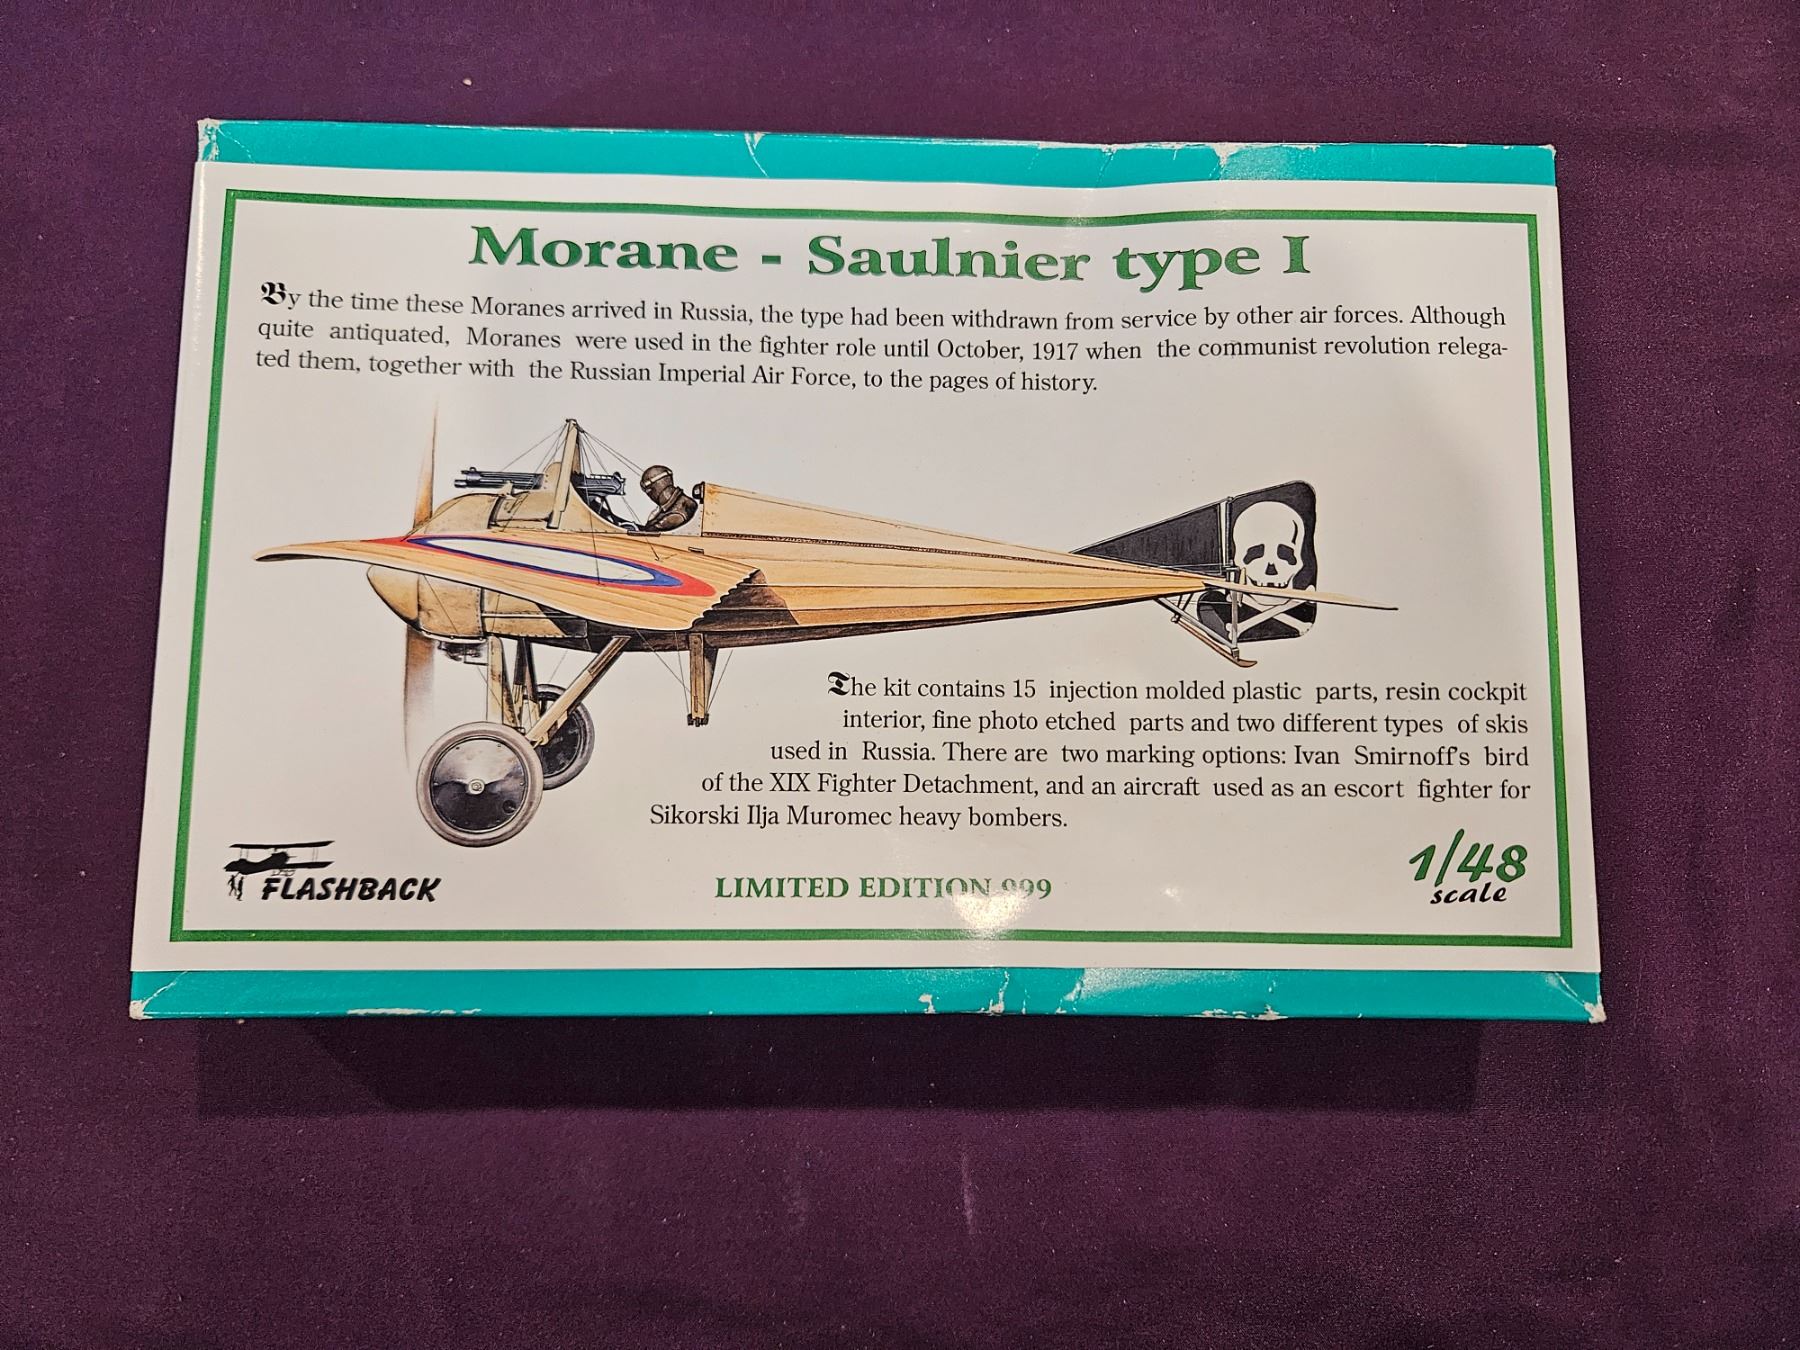 Morane - Saulnier type I
By the time these Moranes arrived in Russia, the type had been withdrawn from service by other air forces. Although
quite antiquated, Moranes were used in the fighter role until October, 1917 when the communist revolution relega-
ted them, together with the Russian Imperial Air Force, to the pages of history.
The kit contains 15 injection molded plastic parts, resin cockpit
interior, fine photo etched parts and two different types of skis
used in Russia. There are two marking options: Ivan Smirnoff's bird
of the XIX Fighter Detachment, and an aircraft used as an escort fighter for
Sikorski Ilja Muromec heavy bombers.
FLASHBACK
LIMITED EDITION 999
1/48
scale